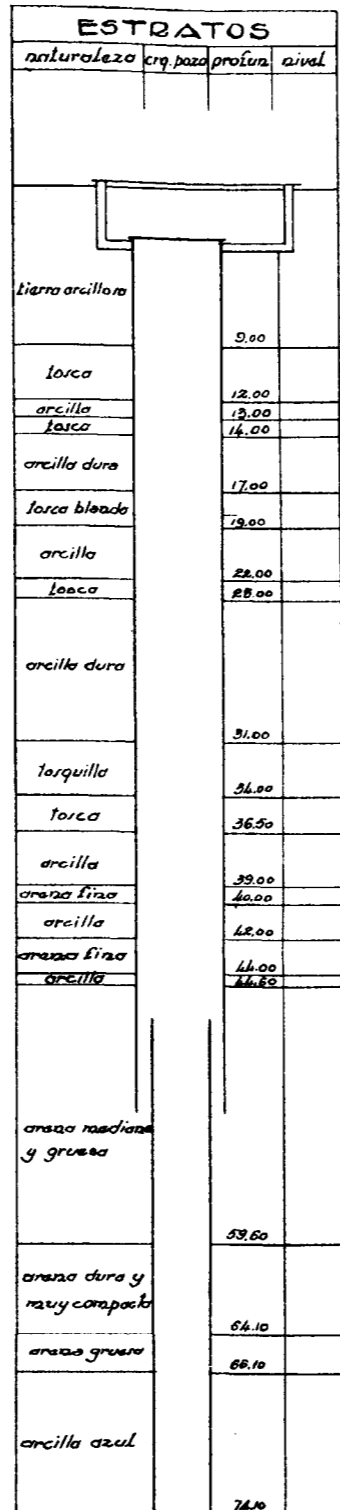 ESTRATOS
naturaleza crq. pozo profun nivel
tierra arcillosa
9.00
tosca
12.00
arcilla
13.00
tosca
14.00
arcilla dura
17.00
tosca blanda
19.00
arcilla
22.00
tosca
23.00
arcilla dura
31.00
tosquilla
34.00
tosca
36.50
arcilla
39.00
arena fina
40.00
arcilla
42.00
arena fina
44.00
arcilla
44.60
arena mediana
y gruesa
59.60
arena dura y
muy compacta
64.10
arena gruesa
66.10
arcilla azul
74.10